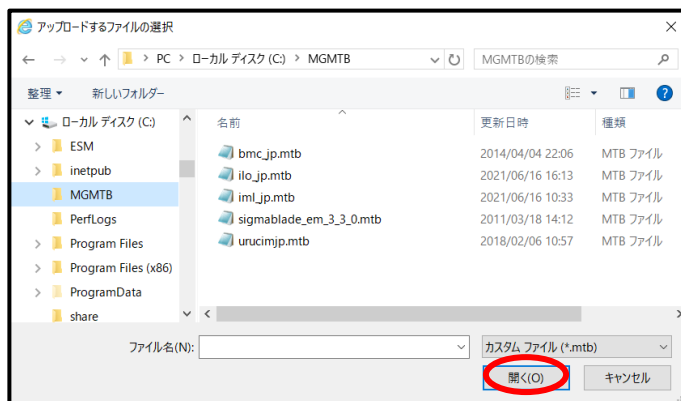 アップロードするファイルの選択
PC > ローカル ディスク (C:) > MGMTB
MGMTBの検索
整理 新しいフォルダー
ローカル ディスク (C:)
ESM
inetpub
MGMTB
PerfLogs
Program Files
Program Files (x86)
ProgramData
share
名前 更新日時 種類
bmc_jp.mtb 2014/04/04 22:06 MTB ファイル
ilo_jp.mtb 2021/06/16 16:13 MTB ファイル
iml_jp.mtb 2021/06/16 10:33 MTB ファイル
sigmablade_em_3_3_0.mtb 2011/03/18 14:12 MTB ファイル
urucimjp.mtb 2018/02/06 10:57 MTB ファイル
ファイル名(N):
カスタム ファイル (*.mtb)
開く(O) キャンセル